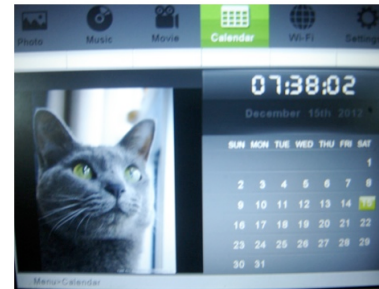 Photo Music Movie Calendar Wi-Fi Settings
07:38:02
December 15th 2012
SUN MON TUE WED THU FRI SAT
1
2 3 4 5 6 7 8
9 10 11 12 13 14 15
16 17 18 19 20 21 22
23 24 25 26 27 28 29
30 31
Menu>Calendar